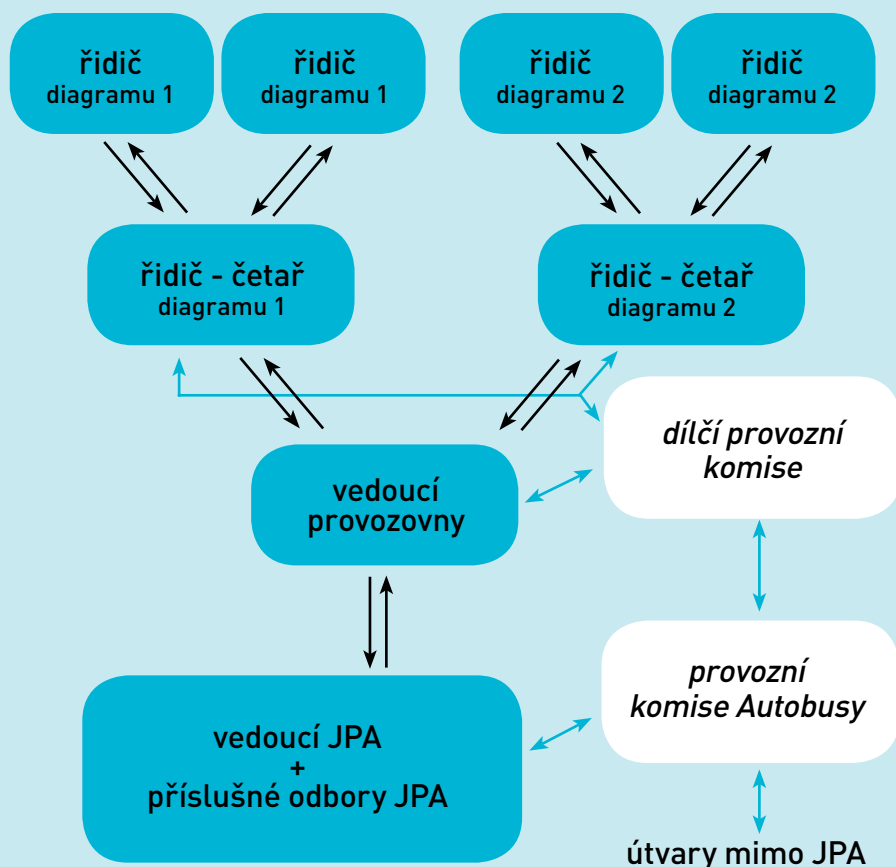 řidič
diagramu 1
řidič
diagramu 1
řidič
diagramu 2
řidič
diagramu 2
řidič - četař
diagramu 1
řidič - četař
diagramu 2
dílčí provozní
komise
vedoucí
provozovny
provozní
komise Autobusy
vedoucí JPA
+
příslušné odbory JPA
útvary mimo JPA